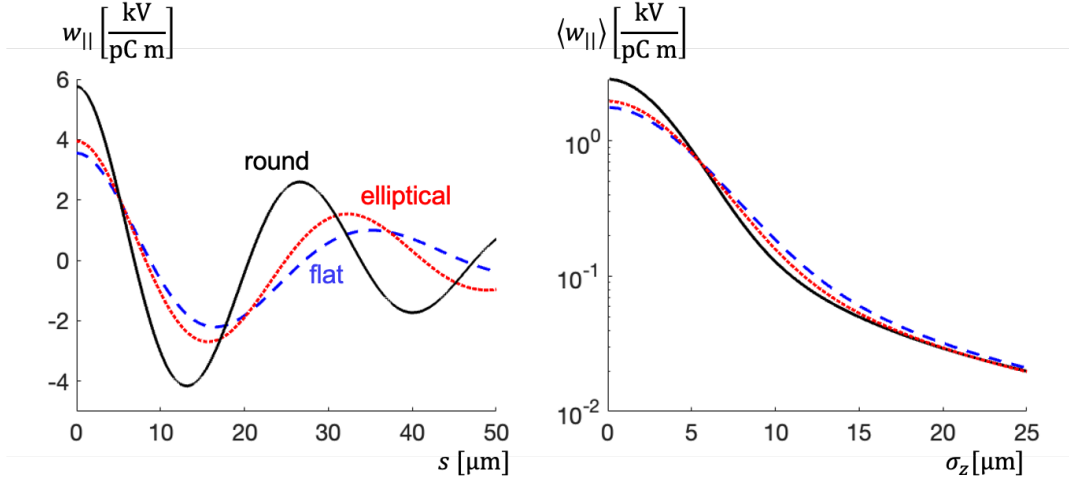 w|| [kV/pC m]
6
4
2
0
-2
-4
round
elliptical
flat
0 10 20 30 40 50
s [μm]
⟨w||⟩ [kV/pC m]
10^0
10^-1
10^-2
0 5 10 15 20 25
σz [μm]